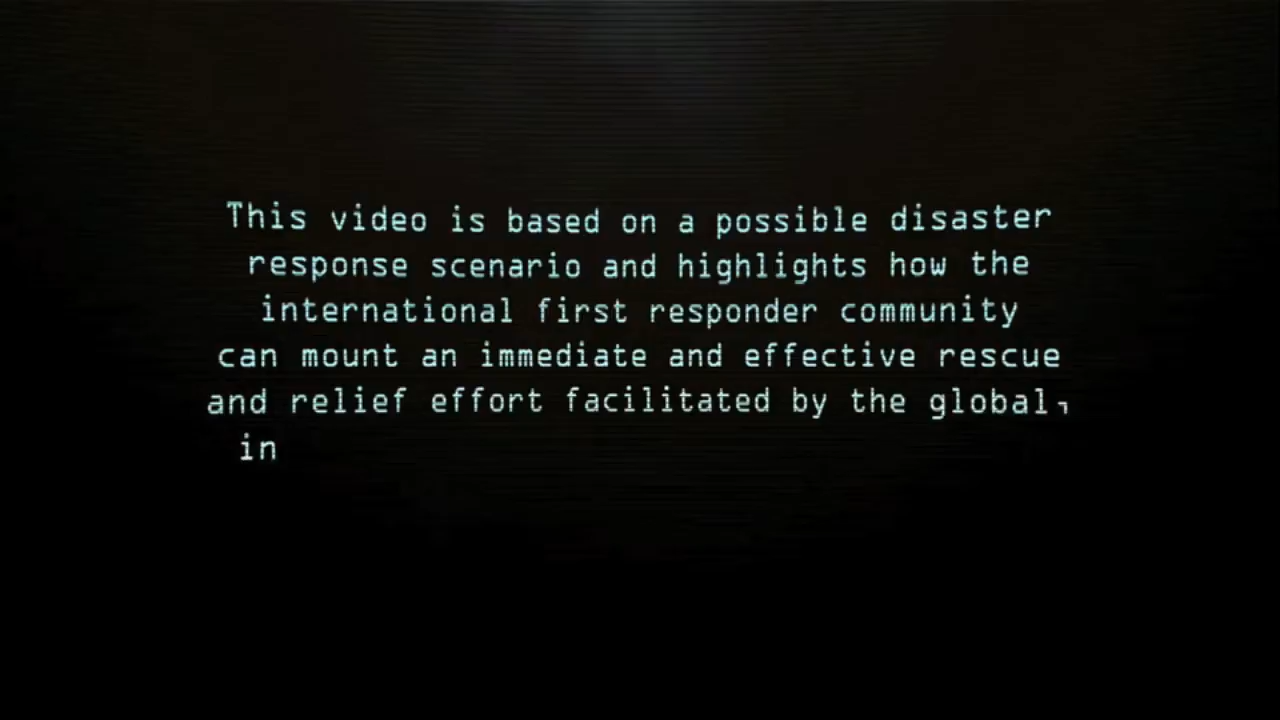 This video is based on a possible disaster
response scenario and highlights how the
international first responder community
can mount an immediate and effective rescue
and relief effort facilitated by the global,
in